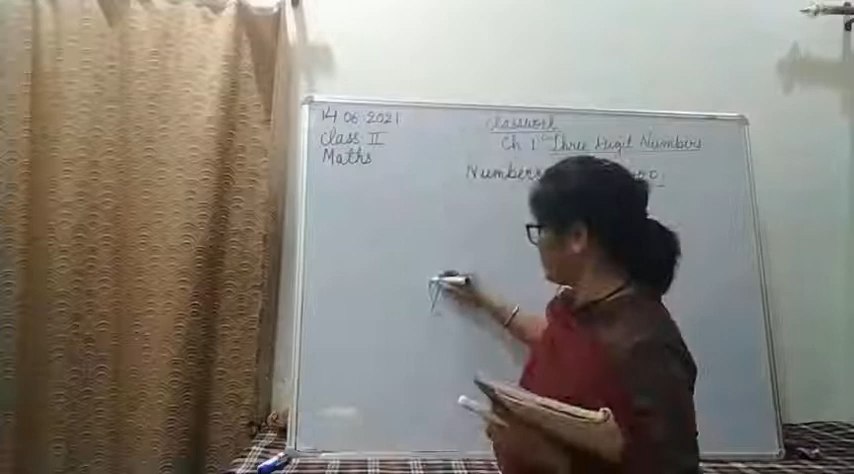 14 06 2021
Class II
Maths
Classwork
Ch 1 Three Digit Numbers
Numbers